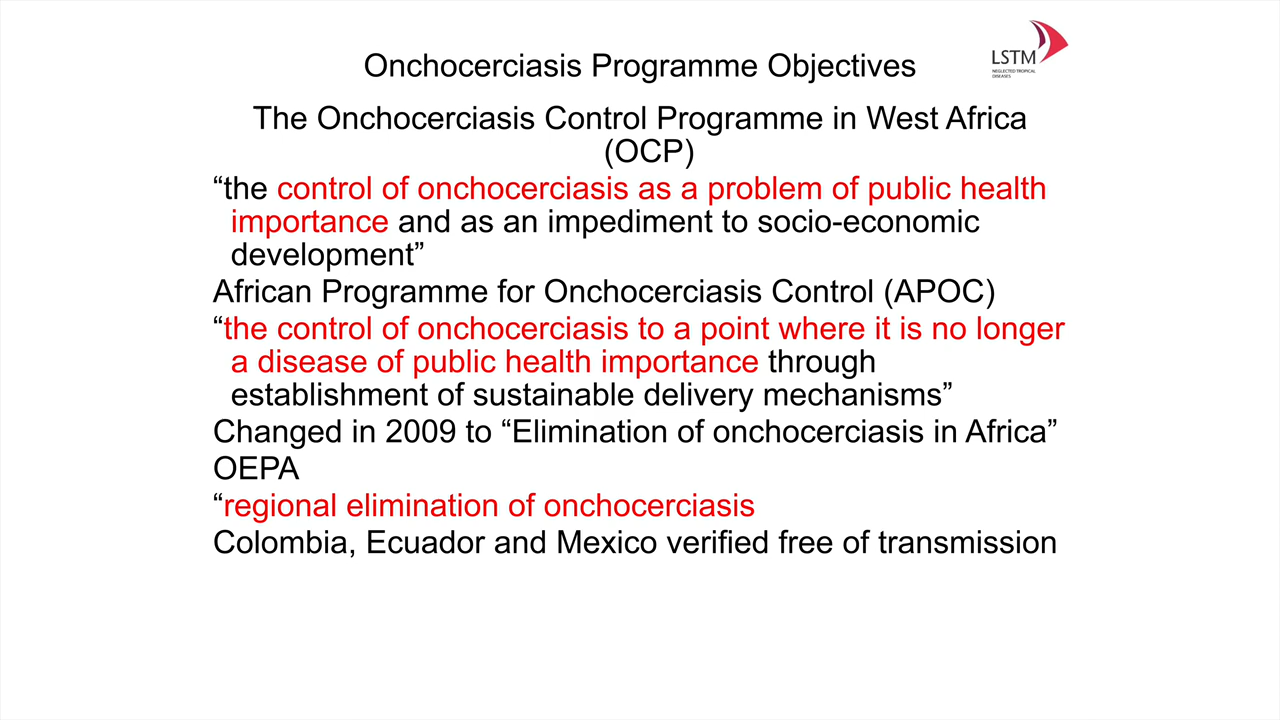 LSTM
NEGLECTED TROPICAL
DISEASES
Onchocerciasis Programme Objectives
The Onchocerciasis Control Programme in West Africa
(OCP)
“the control of onchocerciasis as a problem of public health
importance and as an impediment to socio-economic
development”
African Programme for Onchocerciasis Control (APOC)
“the control of onchocerciasis to a point where it is no longer
a disease of public health importance through
establishment of sustainable delivery mechanisms”
Changed in 2009 to “Elimination of onchocerciasis in Africa”
OEPA
“regional elimination of onchocerciasis
Colombia, Ecuador and Mexico verified free of transmission